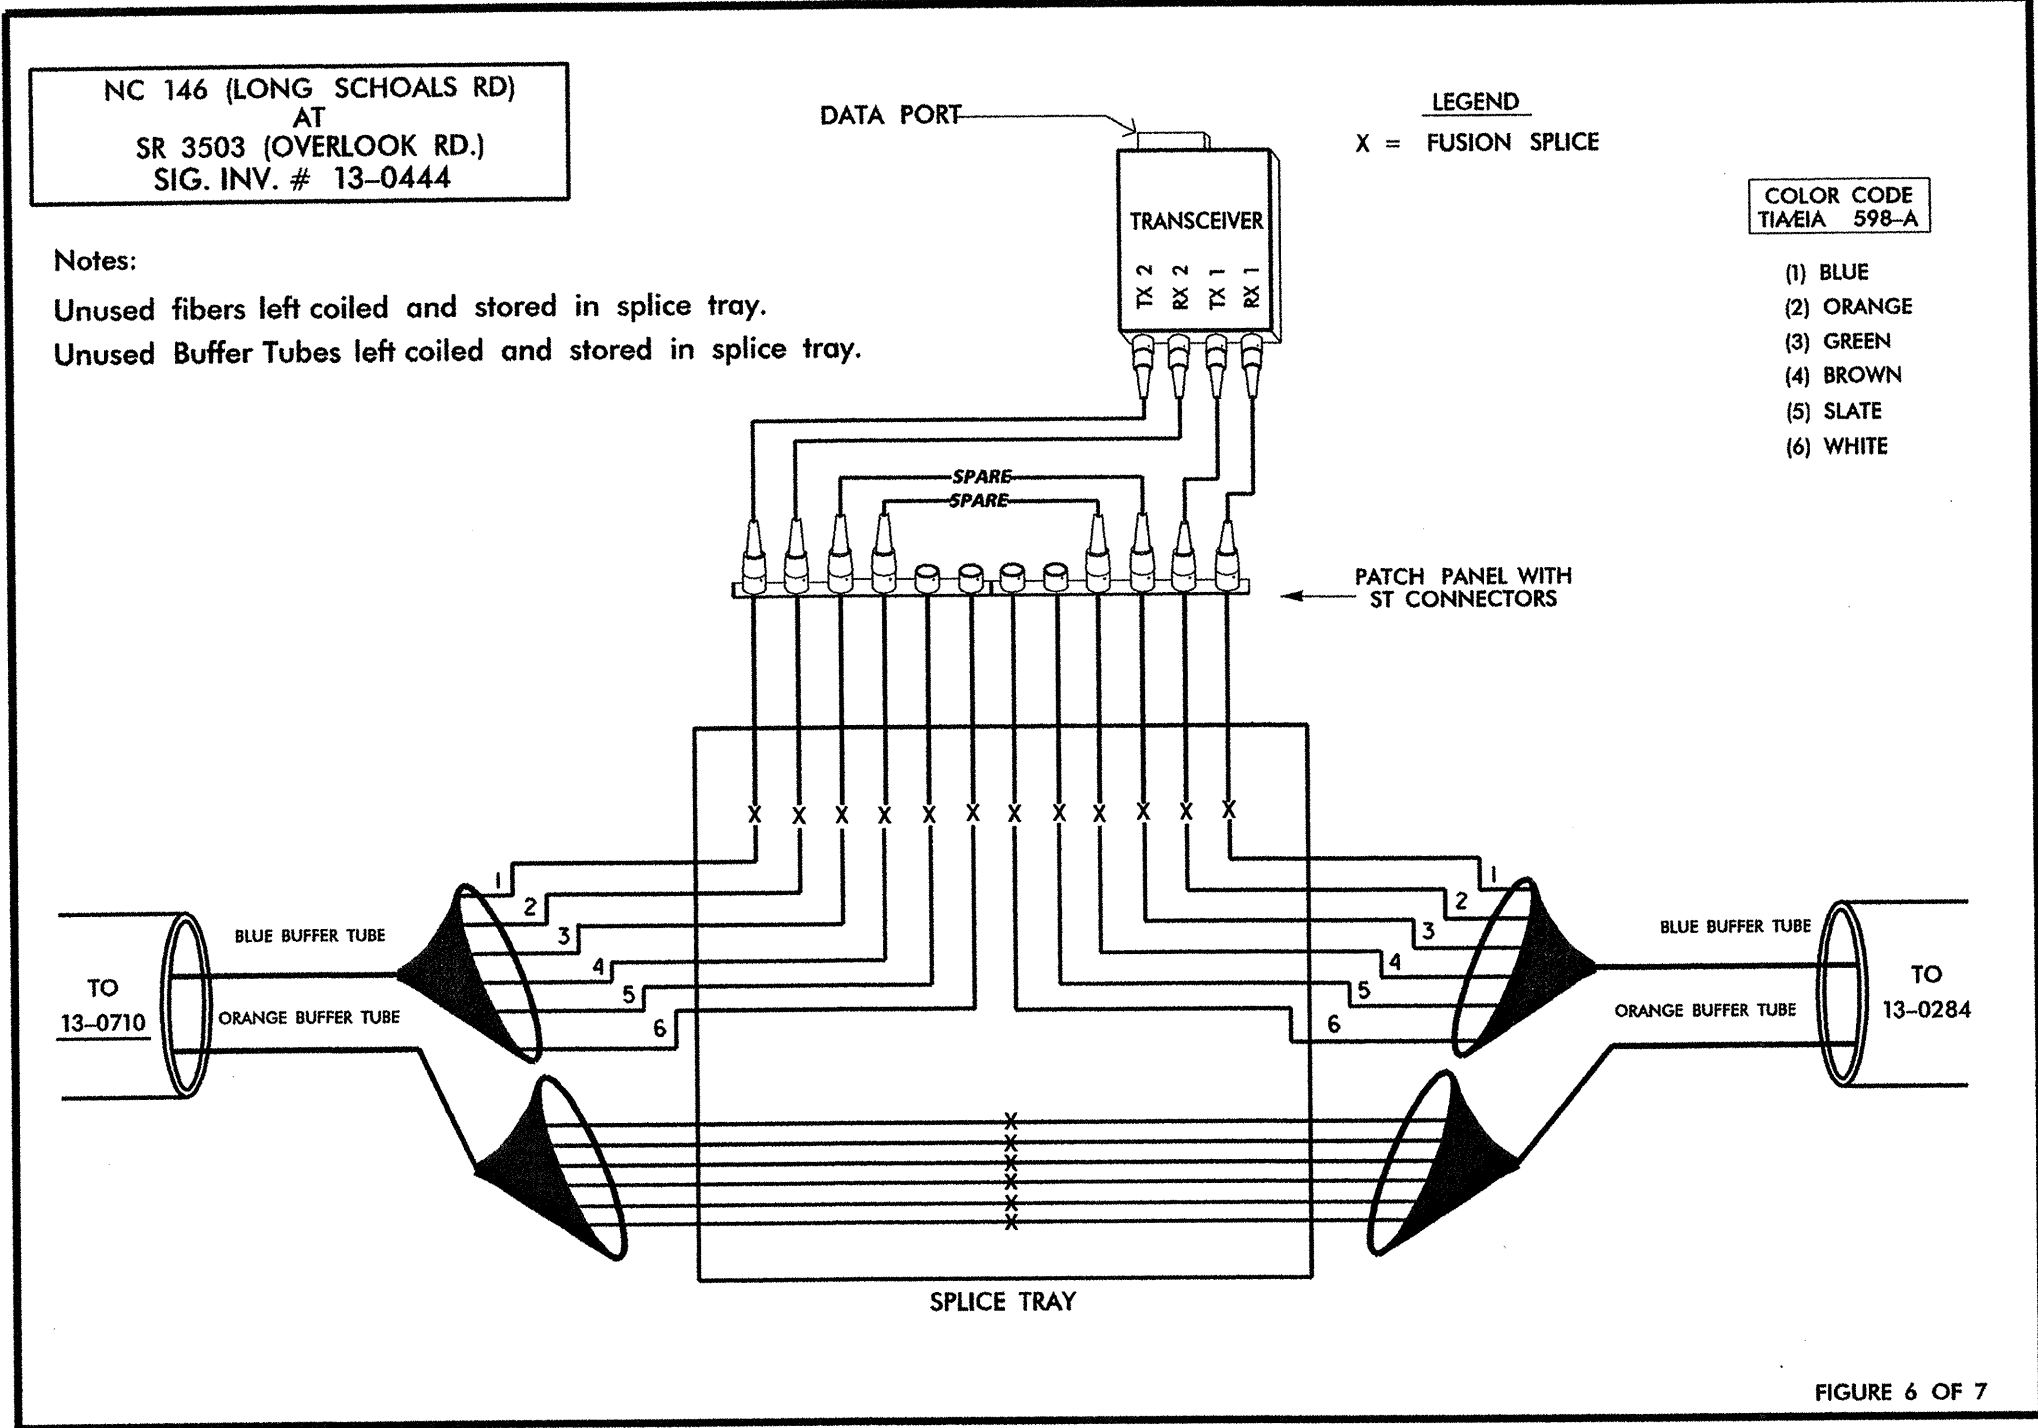 NC 146 (LONG SCHOALS RD)
AT
SR 3503 (OVERLOOK RD.)
SIG. INV. # 13-0444
Notes:
Unused fibers left coiled and stored in splice tray.
Unused Buffer Tubes left coiled and stored in splice tray.
DATA PORT
LEGEND
X = FUSION SPLICE
COLOR CODE
TIA/EIA 598-A
(1) BLUE
(2) ORANGE
(3) GREEN
(4) BROWN
(5) SLATE
(6) WHITE
TRANSCEIVER
TX 2
RX 2
TX 1
RX 1
SPARE
SPARE
PATCH PANEL WITH
ST CONNECTORS
X X X X X X X X X X X X
1
2
3
4
5
6
1
2
3
4
5
6
BLUE BUFFER TUBE
ORANGE BUFFER TUBE
TO
13-0710
BLUE BUFFER TUBE
ORANGE BUFFER TUBE
TO
13-0284
X
X
X
X
X
X
SPLICE TRAY
FIGURE 6 OF 7